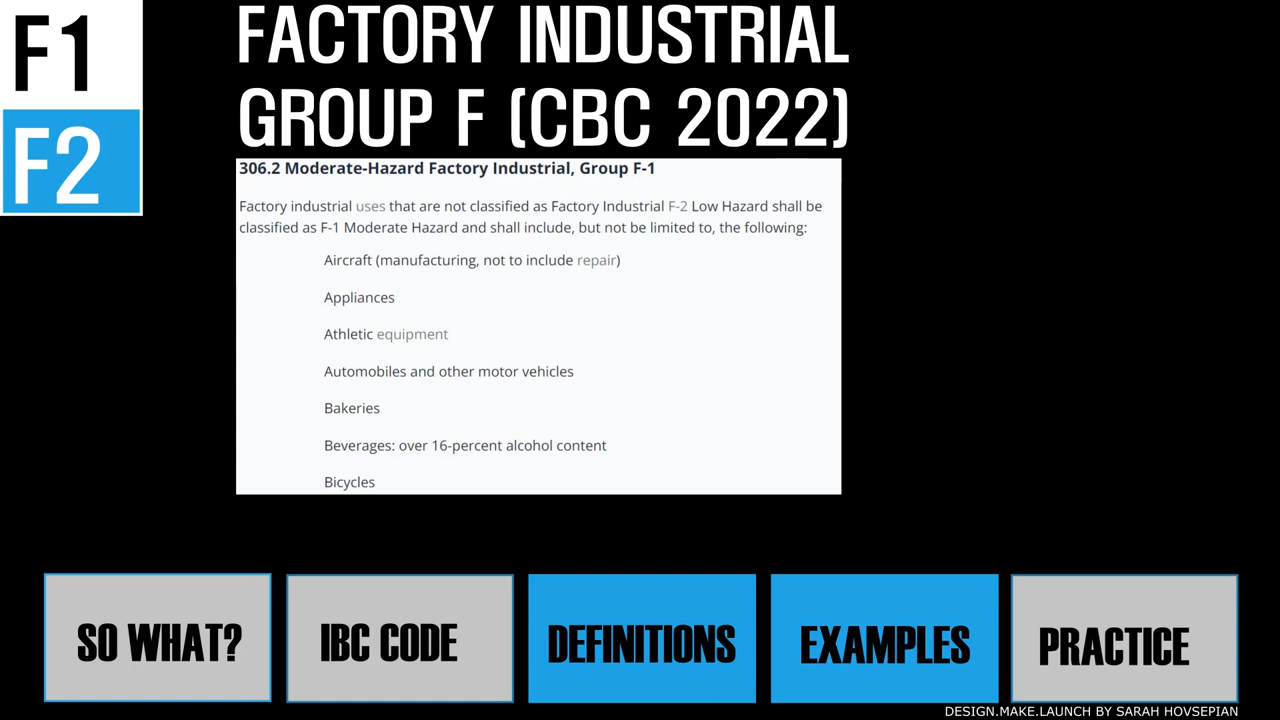 F1
F2
FACTORY INDUSTRIAL
GROUP F (CBC 2022)
306.2 Moderate-Hazard Factory Industrial, Group F-1
Factory industrial uses that are not classified as Factory Industrial F-2 Low Hazard shall be
classified as F-1 Moderate Hazard and shall include, but not be limited to, the following:
Aircraft (manufacturing, not to include repair)
Appliances
Athletic equipment
Automobiles and other motor vehicles
Bakeries
Beverages: over 16-percent alcohol content
Bicycles
SO WHAT?
IBC CODE
DEFINITIONS
EXAMPLES
PRACTICE
DESIGN.MAKE.LAUNCH BY SARAH HOVSEPIAN